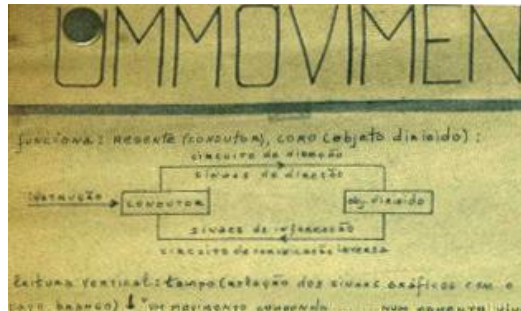 UMMOVIMEN
funciona: REGENTE (CONDUTOR), CORO (objeto dirigido):
CIRCUITO DE DIREÇÃO
SINAIS DE DIREÇÃO
INSTRUÇÃO CONDUTOR obj. dirigido
SINAIS DE INFORMAÇÃO
CIRCUITO DE COMUNICAÇÃO INVERSA
leitura vertical: tempo (relação dos sinais gráficos com o
BRANCO) ↓ "UM MOVIMENTO COMPONDO NUM MOMENTO